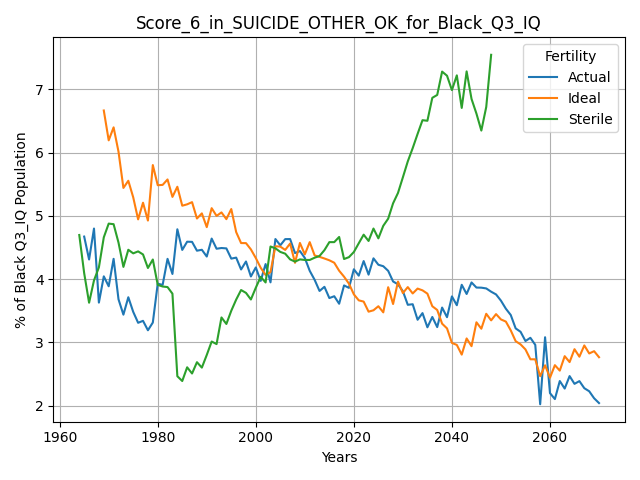 Score_6_in_SUICIDE_OTHER_OK_for_Black_Q3_IQ
Fertility
Actual
Ideal
Sterile
% of Black Q3_IQ Population
7
6
5
4
3
2
1960
1980
2000
2020
2040
2060
Years